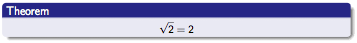 Theorem
√2 = 2